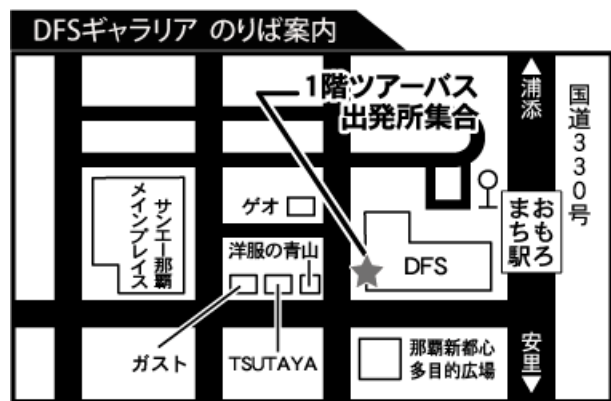 DFSギャラリア のりば案内
1階ツアーバス
出発所集合
▲
浦添
国道330号
サンエー那覇
メインプレイス
ゲオ
洋服の青山
DFS
おもろ
まち駅
ガスト
TSUTAYA
那覇新都心
多目的広場
安里
▼